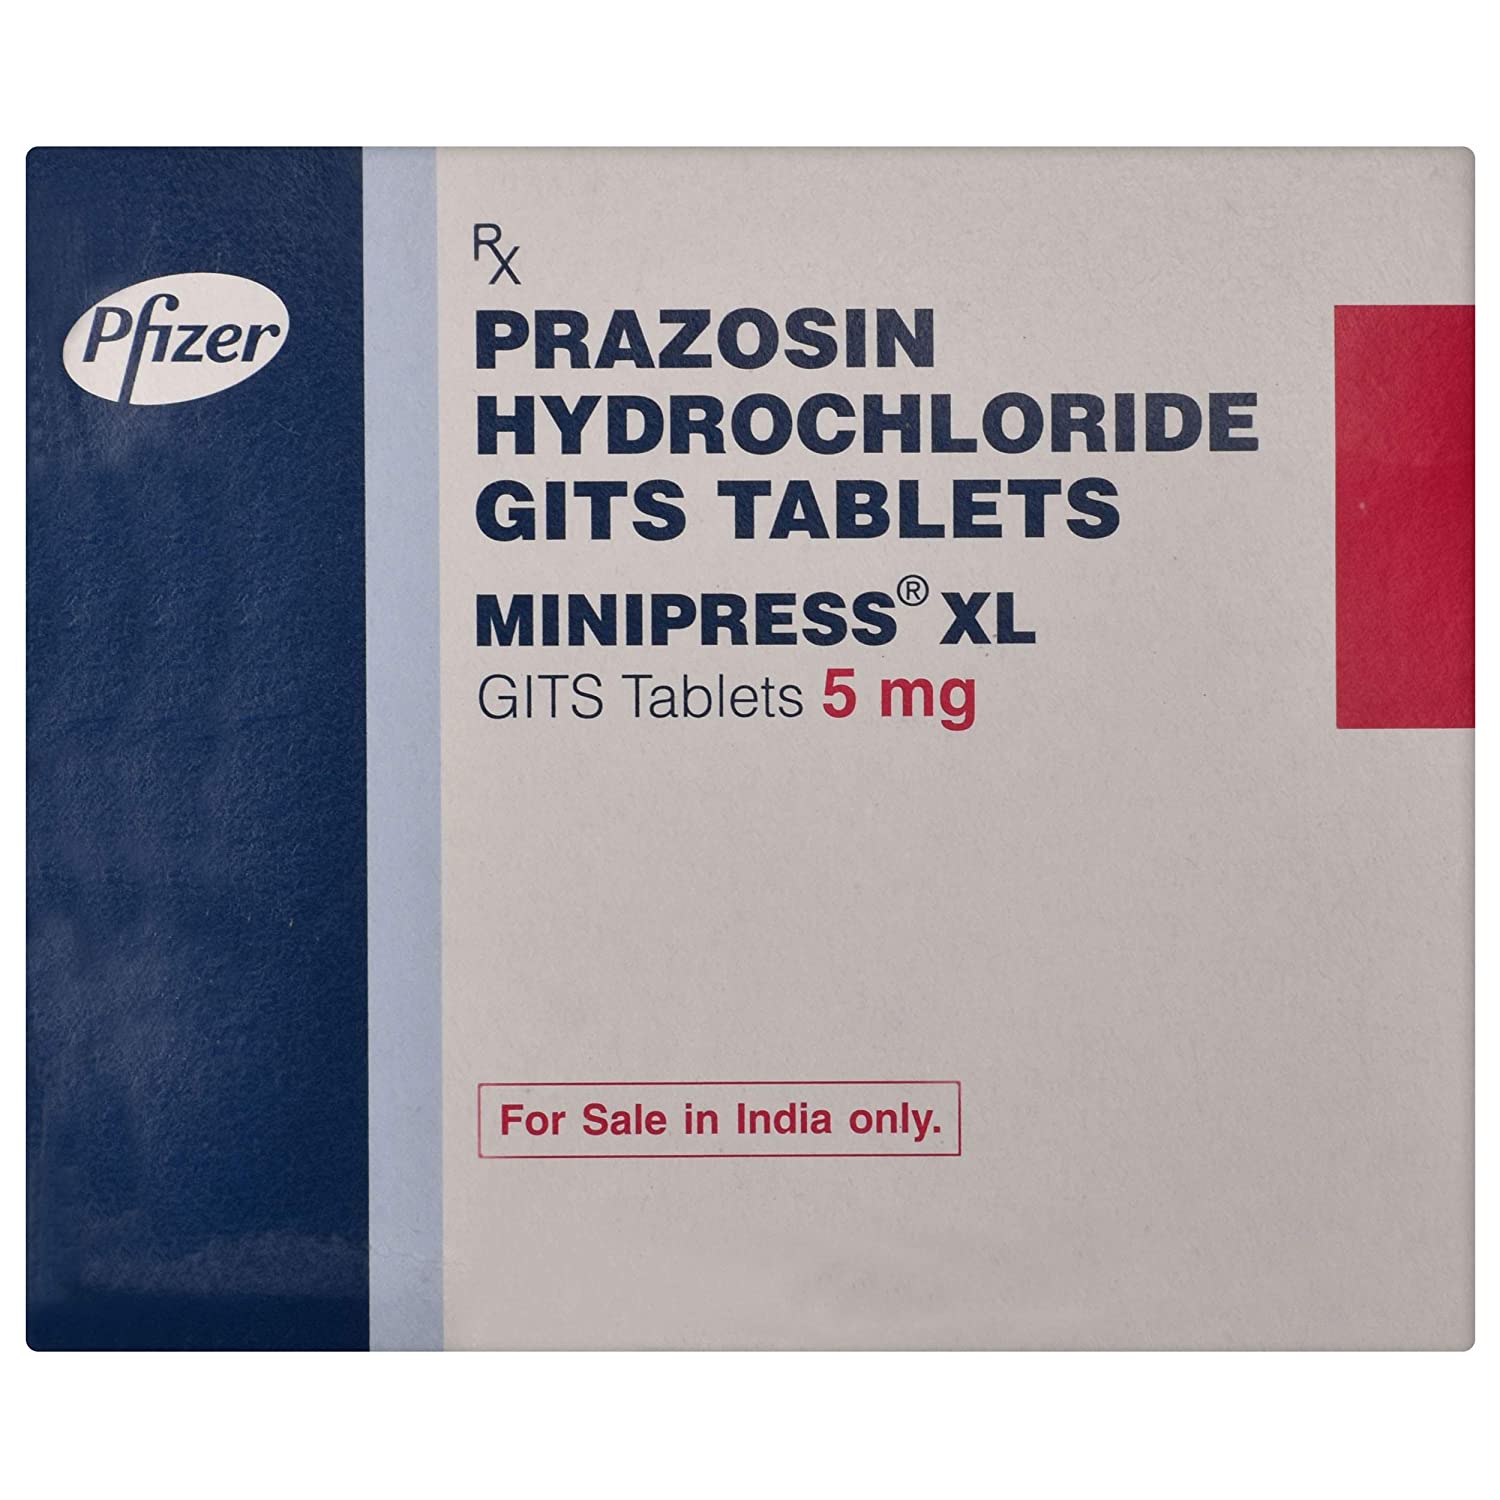 Pfizer
Rx
PRAZOSIN
HYDROCHLORIDE
GITS TABLETS
MINIPRESS® XL
GITS Tablets 5 mg
For Sale in India only.